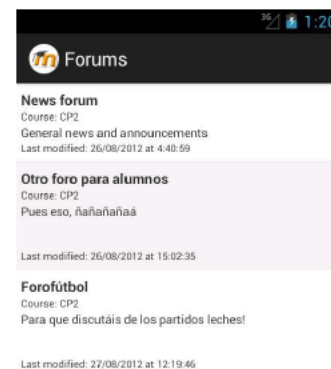 3G 1:20
Forums
News forum
Course: CP2
General news and announcements
Last modified: 26/08/2012 at 4:40:59
Otro foro para alumnos
Course: CP2
Pues eso, ñañañañaá
Last modified: 26/08/2012 at 15:02:35
Forofútbol
Course: CP2
Para que discutáis de los partidos leches!
Last modified: 27/08/2012 at 12:19:46